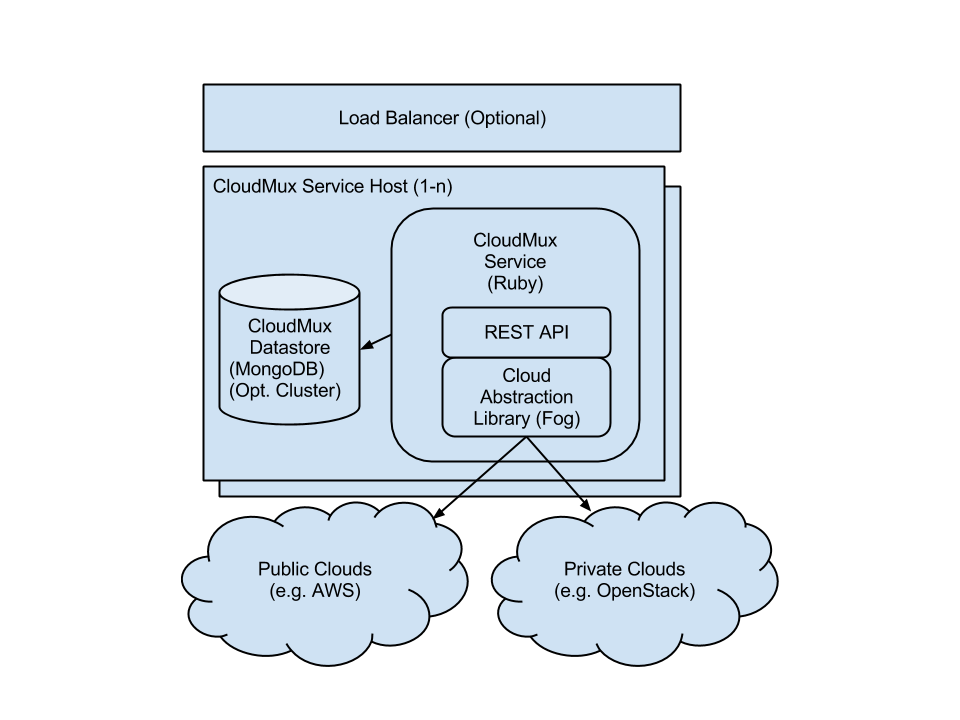 Load Balancer (Optional)
CloudMux Service Host (1-n)
CloudMux
Service
(Ruby)
REST API
Cloud
Abstraction
Library (Fog)
CloudMux
Datastore
(MongoDB)
(Opt. Cluster)
Public Clouds
(e.g. AWS)
Private Clouds
(e.g. OpenStack)